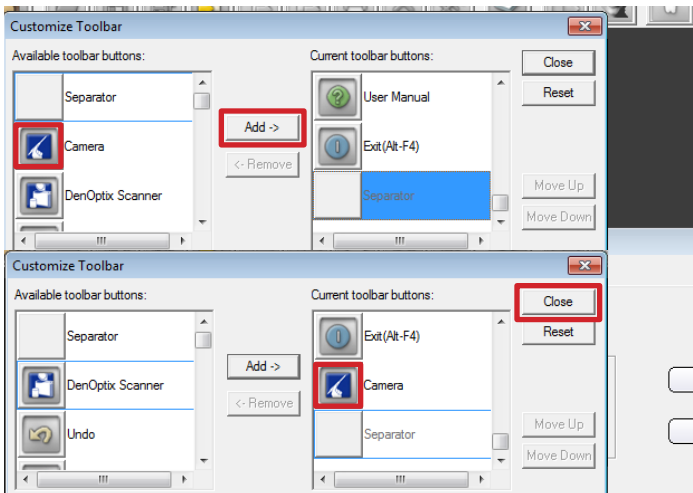 Customize Toolbar
Available toolbar buttons:
Current toolbar buttons:
Close
Separator
User Manual
Reset
Add ->
Camera
Exit(Alt-F4)
<- Remove
DenOptix Scanner
Separator
Move Up
Move Down
Customize Toolbar
Available toolbar buttons:
Current toolbar buttons:
Close
Separator
Exit(Alt-F4)
Reset
Add ->
DenOptix Scanner
Camera
<- Remove
Undo
Separator
Move Up
Move Down